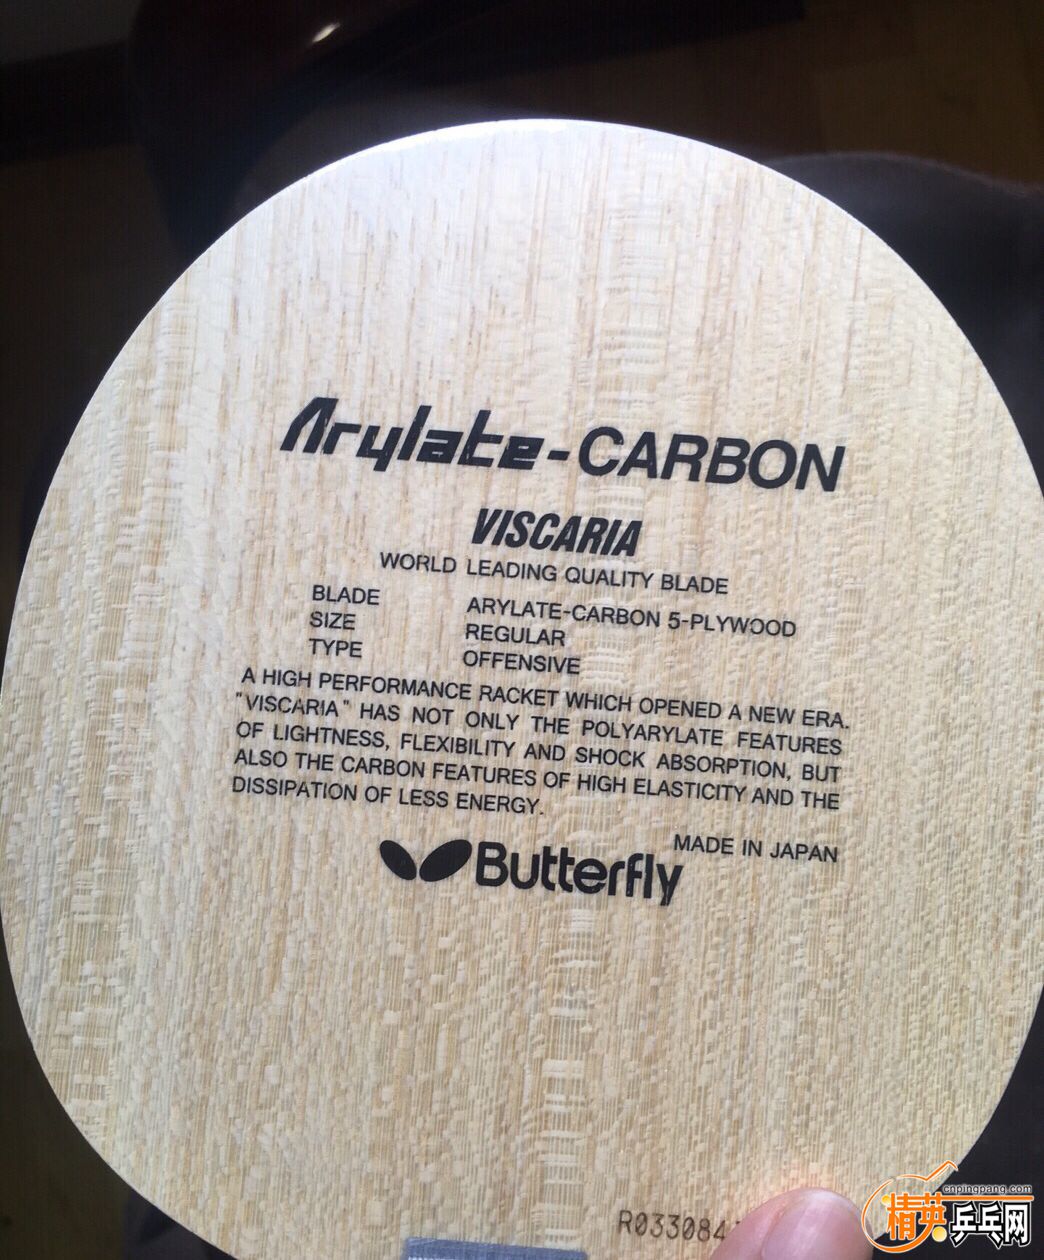 Arylate-CARBON
VISCARIA
WORLD LEADING QUALITY BLADE
BLADE ARYLATE-CARBON 5-PLYWOOD
SIZE REGULAR
TYPE OFFENSIVE
A HIGH PERFORMANCE RACKET WHICH OPENED A NEW ERA.
"VISCARIA" HAS NOT ONLY THE POLYARYLATE FEATURES
OF LIGHTNESS, FLEXIBILITY AND SHOCK ABSORPTION, BUT
ALSO THE CARBON FEATURES OF HIGH ELASTICITY AND THE
DISSIPATION OF LESS ENERGY.
MADE IN JAPAN
Butterfly
R033084
cnpingpang.com
精英乒乓网